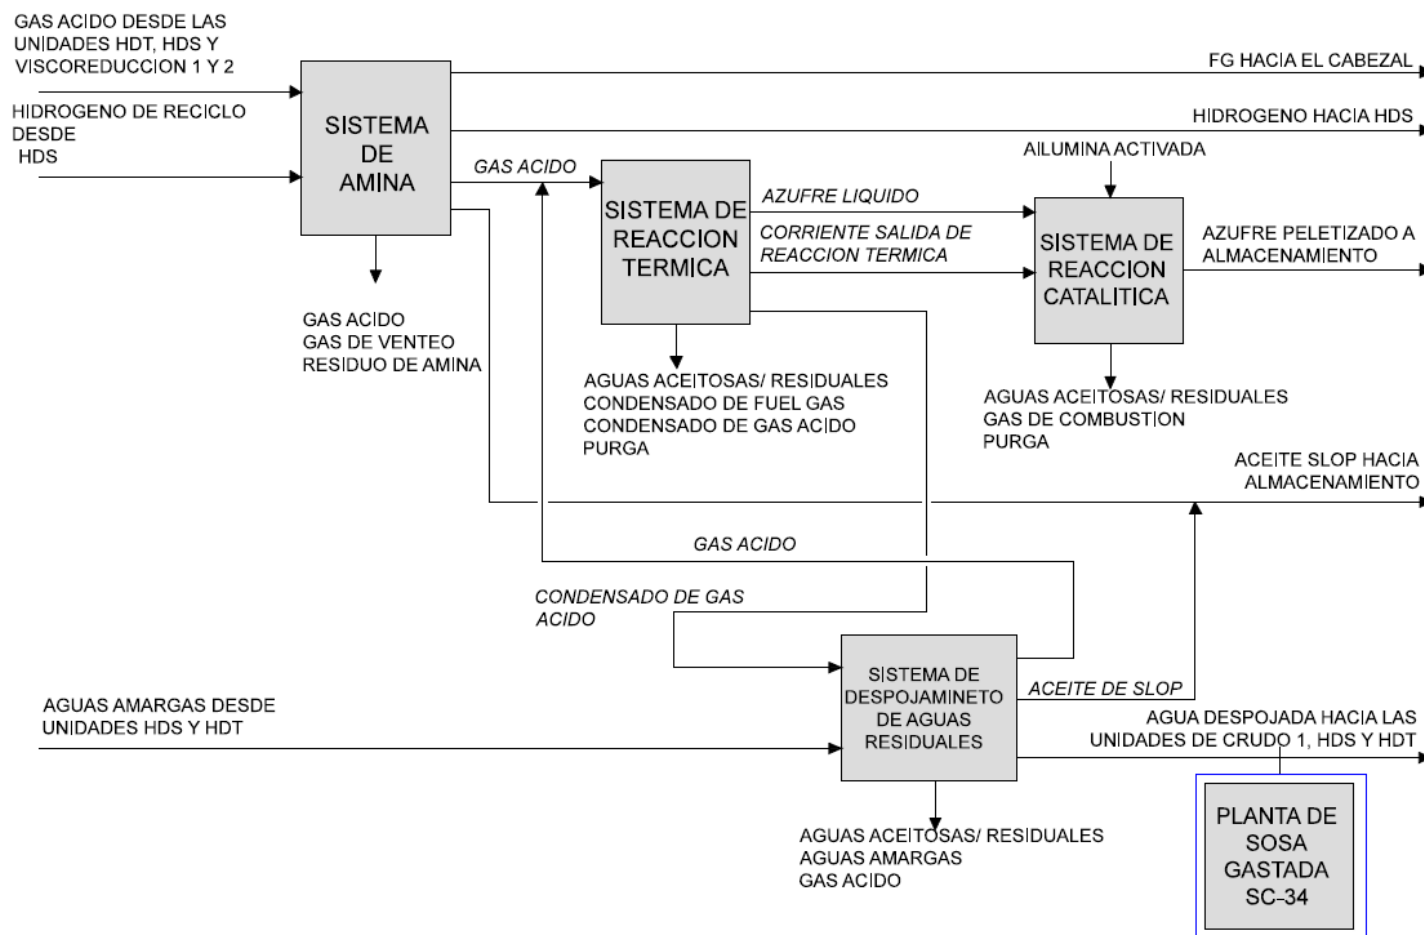 GAS ACIDO DESDE LAS
UNIDADES HDT, HDS Y
VISCOREDUCCION 1 Y 2
HIDROGENO DE RECICLO
DESDE
HDS
SISTEMA
DE
AMINA
FG HACIA EL CABEZAL
HIDROGENO HACIA HDS
GAS ACIDO
AILUMINA ACTIVADA
SISTEMA DE
REACCION
TERMICA
AZUFRE LIQUIDO
CORRIENTE SALIDA DE
REACCION TERMICA
SISTEMA DE
REACCION
CATALITICA
AZUFRE PELETIZADO A
ALMACENAMIENTO
GAS ACIDO
GAS DE VENTEO
RESIDUO DE AMINA
AGUAS ACEITOSAS/ RESIDUALES
CONDENSADO DE FUEL GAS
CONDENSADO DE GAS ACIDO
PURGA
AGUAS ACEITOSAS/ RESIDUALES
GAS DE COMBUSTION
PURGA
ACEITE SLOP HACIA
ALMACENAMIENTO
GAS ACIDO
CONDENSADO DE GAS
ACIDO
SISTEMA DE
DESPOJAMINETO
DE AGUAS
RESIDUALES
ACEITE DE SLOP
AGUAS AMARGAS DESDE
UNIDADES HDS Y HDT
AGUA DESPOJADA HACIA LAS
UNIDADES DE CRUDO 1, HDS Y HDT
AGUAS ACEITOSAS/ RESIDUALES
AGUAS AMARGAS
GAS ACIDO
PLANTA DE
SOSA
GASTADA
SC-34